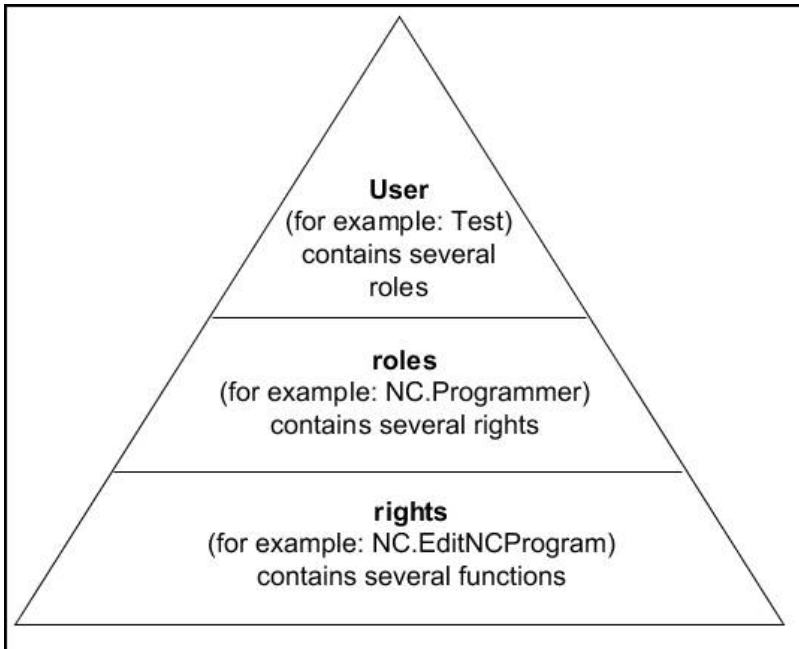 User
(for example: Test)
contains several
roles
roles
(for example: NC.Programmer)
contains several rights
rights
(for example: NC.EditNCProgram)
contains several functions